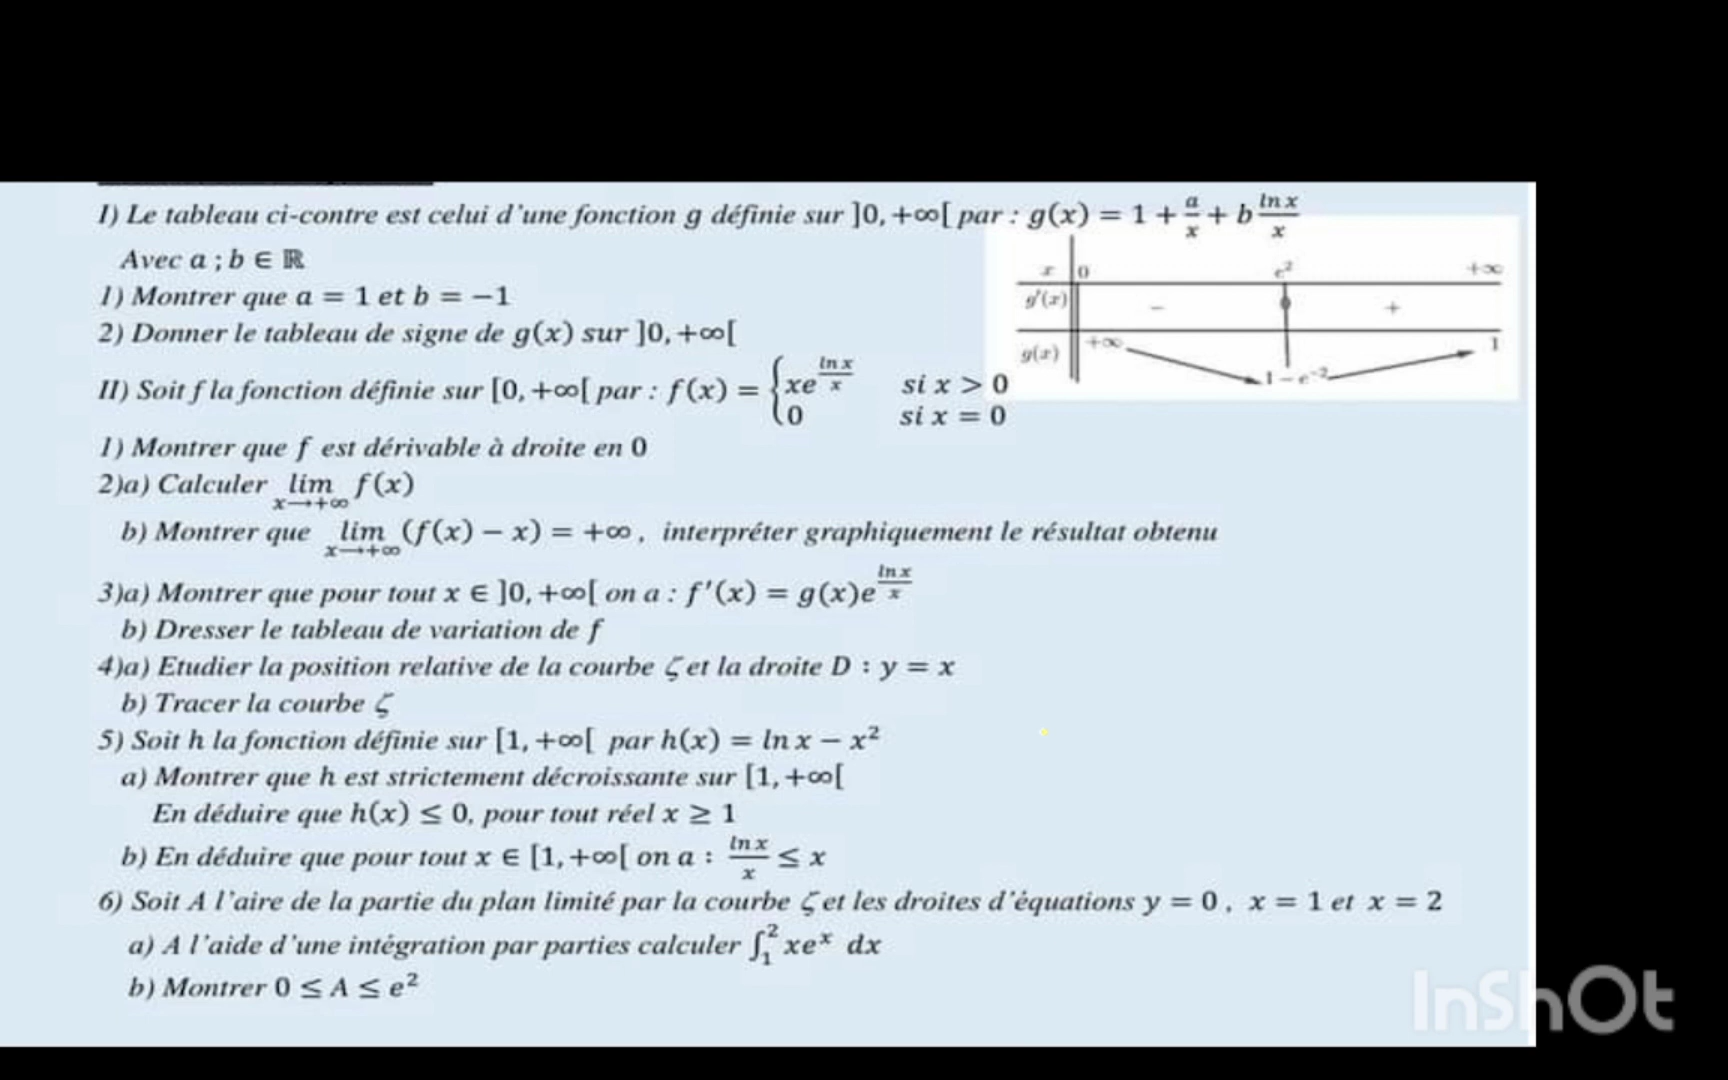 I) Le tableau ci-contre est celui d'une fonction g définie sur ]0, +∞[ par : g(x) = 1 + a/x + b ln x/x
Avec a ; b ∈ ℝ
1) Montrer que a = 1 et b = −1
2) Donner le tableau de signe de g(x) sur ]0, +∞[
x 0 e² +∞
g'(x) − +
g(x) +∞ 1 − e⁻² 1
II) Soit f la fonction définie sur [0, +∞[ par : f(x) = { xe^(ln x/x) si x > 0
0 si x = 0
1) Montrer que f est dérivable à droite en 0
2)a) Calculer lim x→+∞ f(x)
b) Montrer que lim x→+∞ (f(x) − x) = +∞ , interpréter graphiquement le résultat obtenu
3)a) Montrer que pour tout x ∈ ]0, +∞[ on a : f'(x) = g(x)e^(ln x/x)
b) Dresser le tableau de variation de f
4)a) Etudier la position relative de la courbe ζ et la droite D : y = x
b) Tracer la courbe ζ
5) Soit h la fonction définie sur [1, +∞[ par h(x) = ln x − x²
a) Montrer que h est strictement décroissante sur [1, +∞[
En déduire que h(x) ≤ 0, pour tout réel x ≥ 1
b) En déduire que pour tout x ∈ [1, +∞[ on a : ln x/x ≤ x
6) Soit A l'aire de la partie du plan limité par la courbe ζ et les droites d'équations y = 0 , x = 1 et x = 2
a) A l'aide d'une intégration par parties calculer ∫₁² xeˣ dx
b) Montrer 0 ≤ A ≤ e²
InShOt